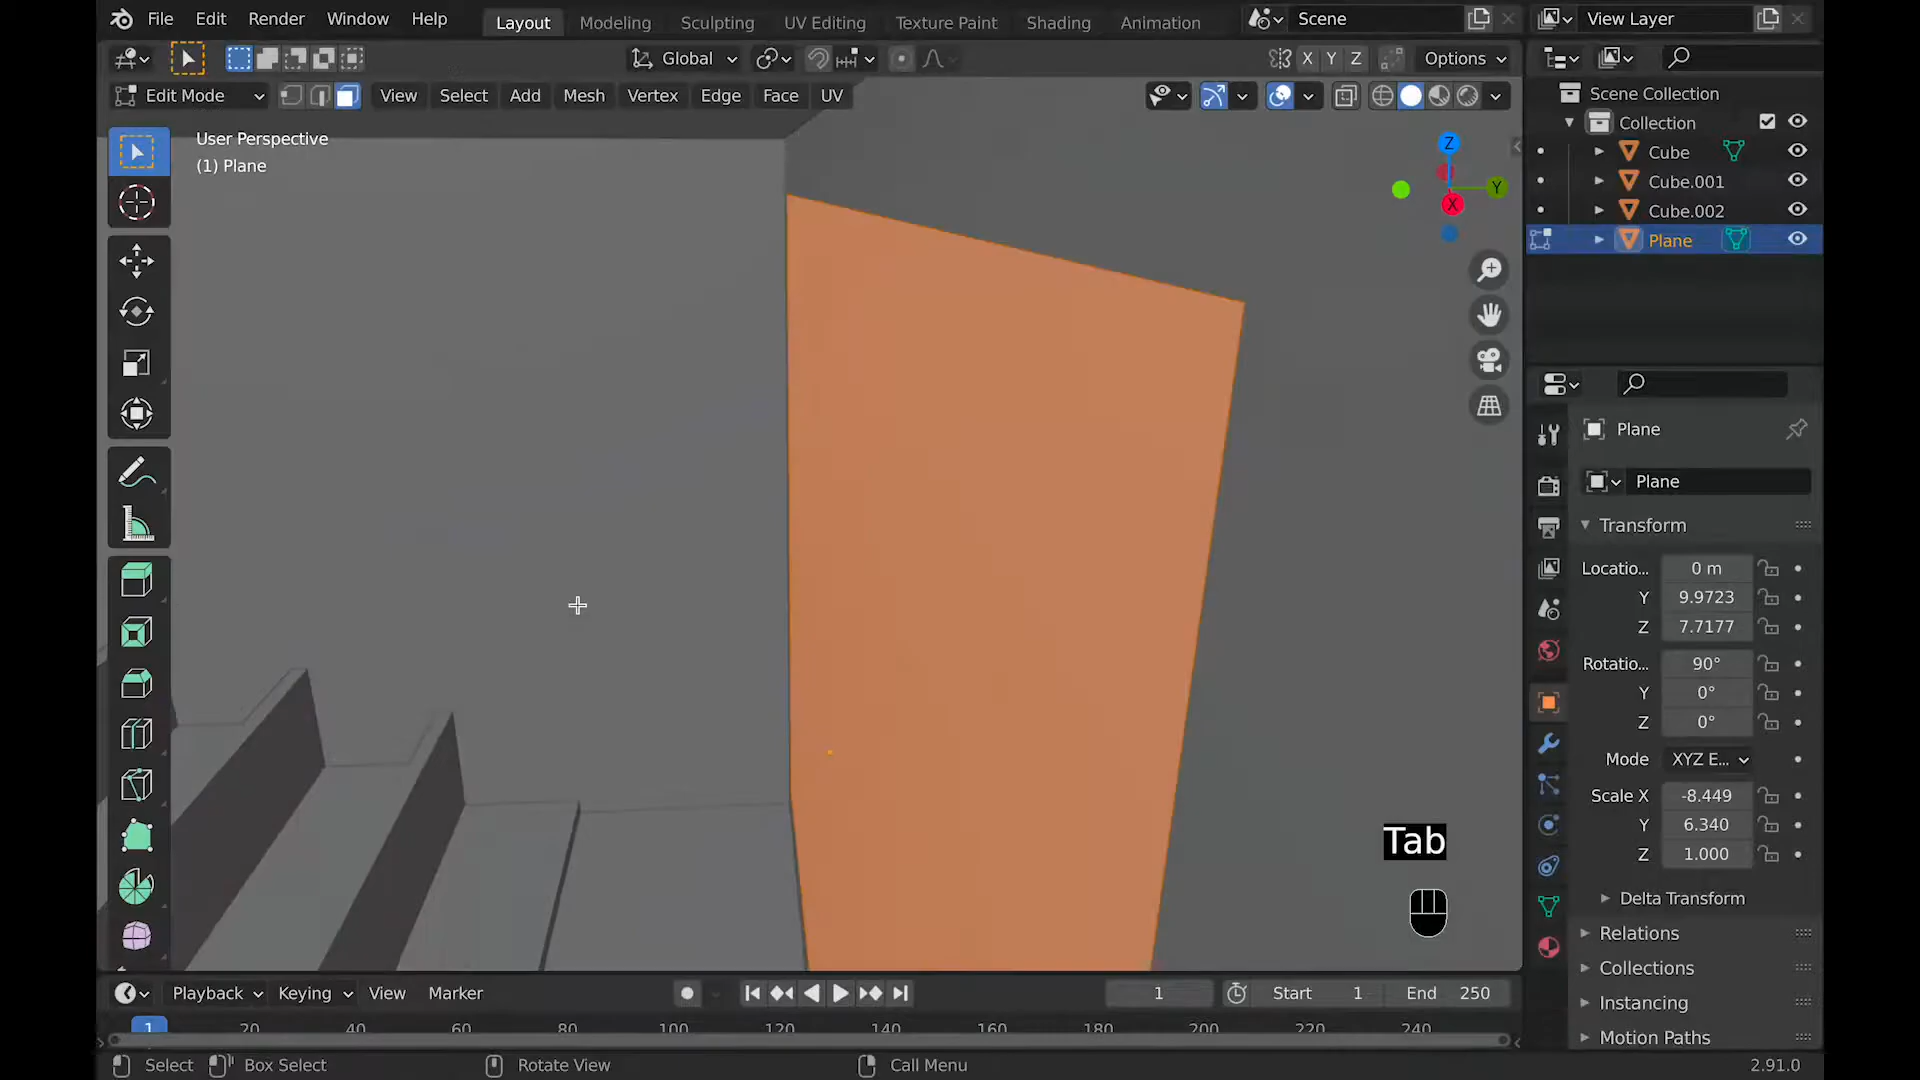 File Edit Render Window Help Layout Modeling Sculpting UV Editing Texture Paint Shading Animation Scene View Layer
Global X Y Z Options
Edit Mode View Select Add Mesh Vertex Edge Face UV
Scene Collection
Collection
Cube
Cube.001
Cube.002
Plane
User Perspective
(1) Plane
Z
Y
X
Plane
Plane
Transform
Locatio... 0 m
Y 9.9723
Z 7.7177
Rotatio... 90°
Y 0°
Z 0°
Mode XYZ E...
Scale X -8.449
Y 6.340
Z 1.000
Delta Transform
Relations
Collections
Instancing
Motion Paths
Tab
Playback Keying View Marker 1 Start 1 End 250
1 20 40 60 80 100 120 140 160 180 200 220 240
Select Box Select Rotate View Call Menu 2.91.0